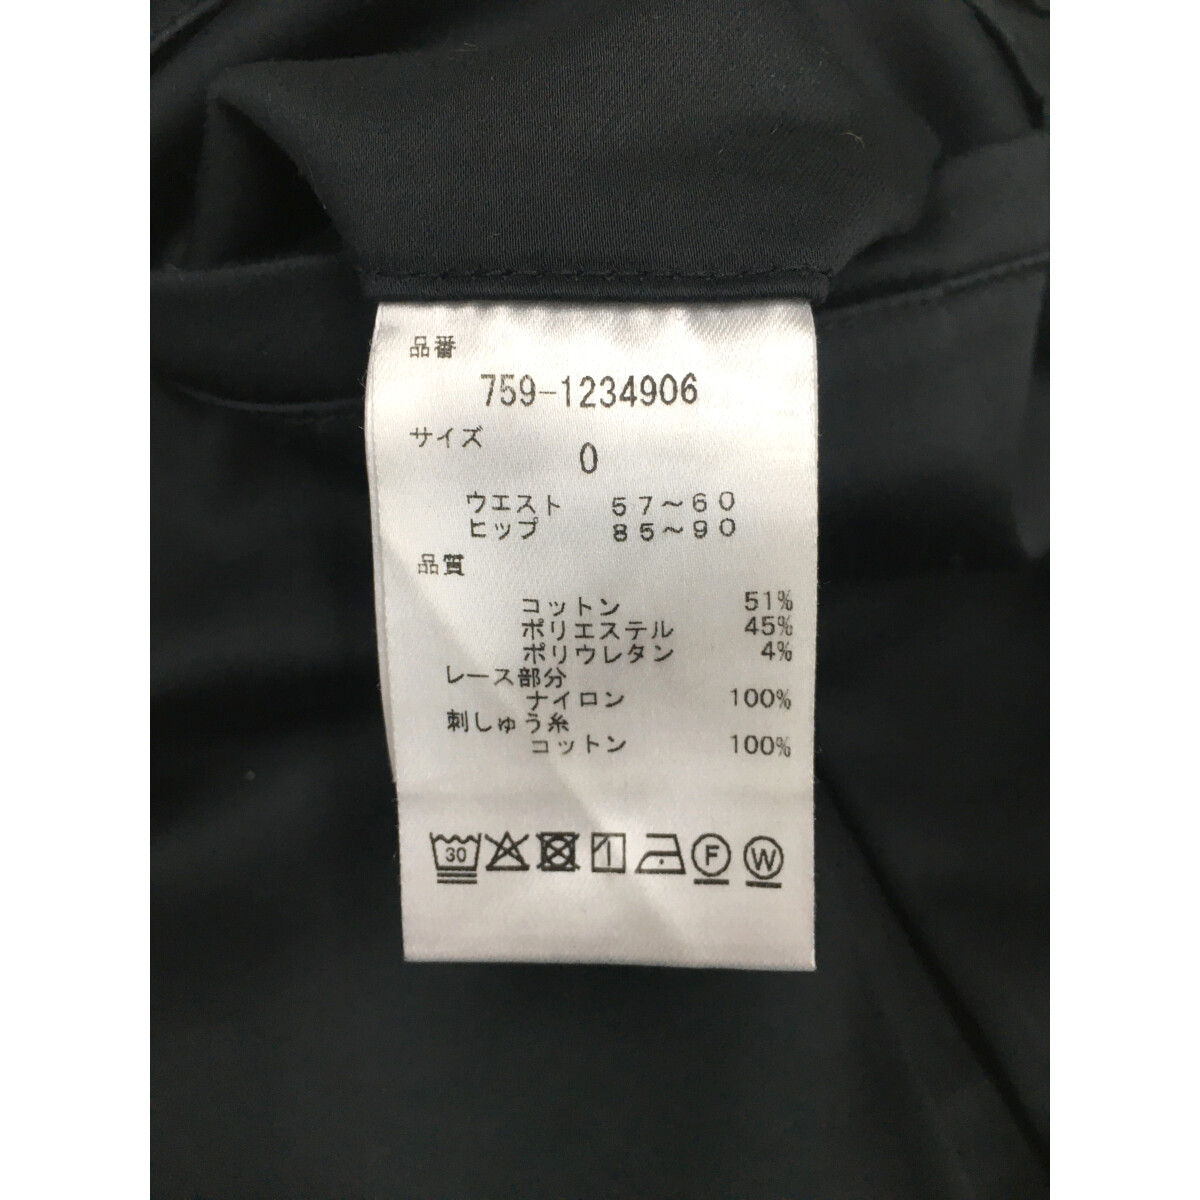 品番
759-1234906
サイズ
0
ウエスト 57～60
ヒップ 85～90
品質
コットン 51%
ポリエステル 45%
ポリウレタン 4%
レース部分
ナイロン 100%
刺しゅう糸
コットン 100%
30 F W